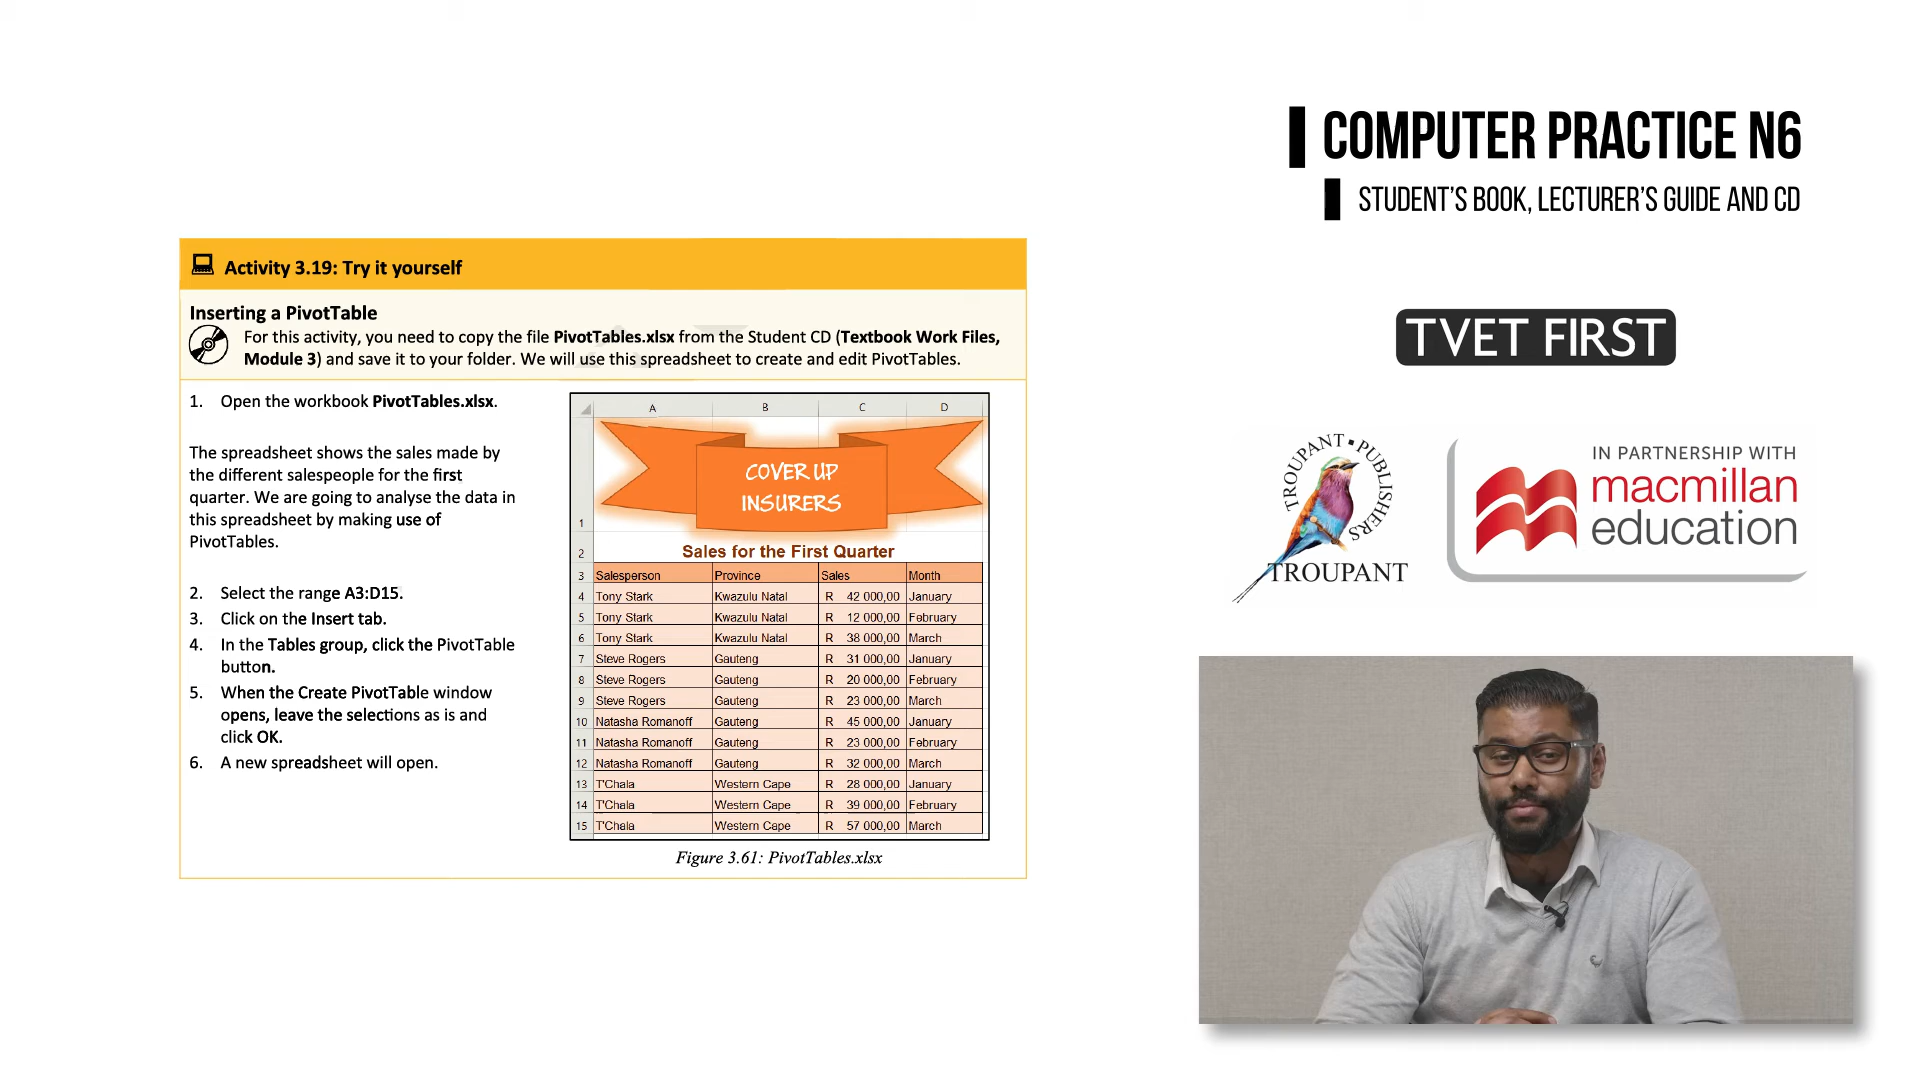 COMPUTER PRACTICE N6
STUDENT'S BOOK, LECTURER'S GUIDE AND CD
TVET FIRST
TROUPANT PUBLISHERS
TROUPANT
IN PARTNERSHIP WITH
macmillan
education
Activity 3.19: Try it yourself
Inserting a PivotTable
For this activity, you need to copy the file PivotTables.xlsx from the Student CD (Textbook Work Files,
Module 3) and save it to your folder. We will use this spreadsheet to create and edit PivotTables.
1. Open the workbook PivotTables.xlsx.
The spreadsheet shows the sales made by
the different salespeople for the first
quarter. We are going to analyse the data in
this spreadsheet by making use of
PivotTables.
2. Select the range A3:D15.
3. Click on the Insert tab.
4. In the Tables group, click the PivotTable
button.
5. When the Create PivotTable window
opens, leave the selections as is and
click OK.
6. A new spreadsheet will open.
A B C D
COVER UP
1 INSURERS
2 Sales for the First Quarter
3 Salesperson Province Sales Month
4 Tony Stark Kwazulu Natal R 42 000,00 January
5 Tony Stark Kwazulu Natal R 12 000,00 February
6 Tony Stark Kwazulu Natal R 38 000,00 March
7 Steve Rogers Gauteng R 31 000,00 January
8 Steve Rogers Gauteng R 20 000,00 February
9 Steve Rogers Gauteng R 23 000,00 March
10 Natasha Romanoff Gauteng R 45 000,00 January
11 Natasha Romanoff Gauteng R 23 000,00 February
12 Natasha Romanoff Gauteng R 32 000,00 March
13 T'Chala Western Cape R 28 000,00 January
14 T'Chala Western Cape R 39 000,00 February
15 T'Chala Western Cape R 57 000,00 March
Figure 3.61: PivotTables.xlsx